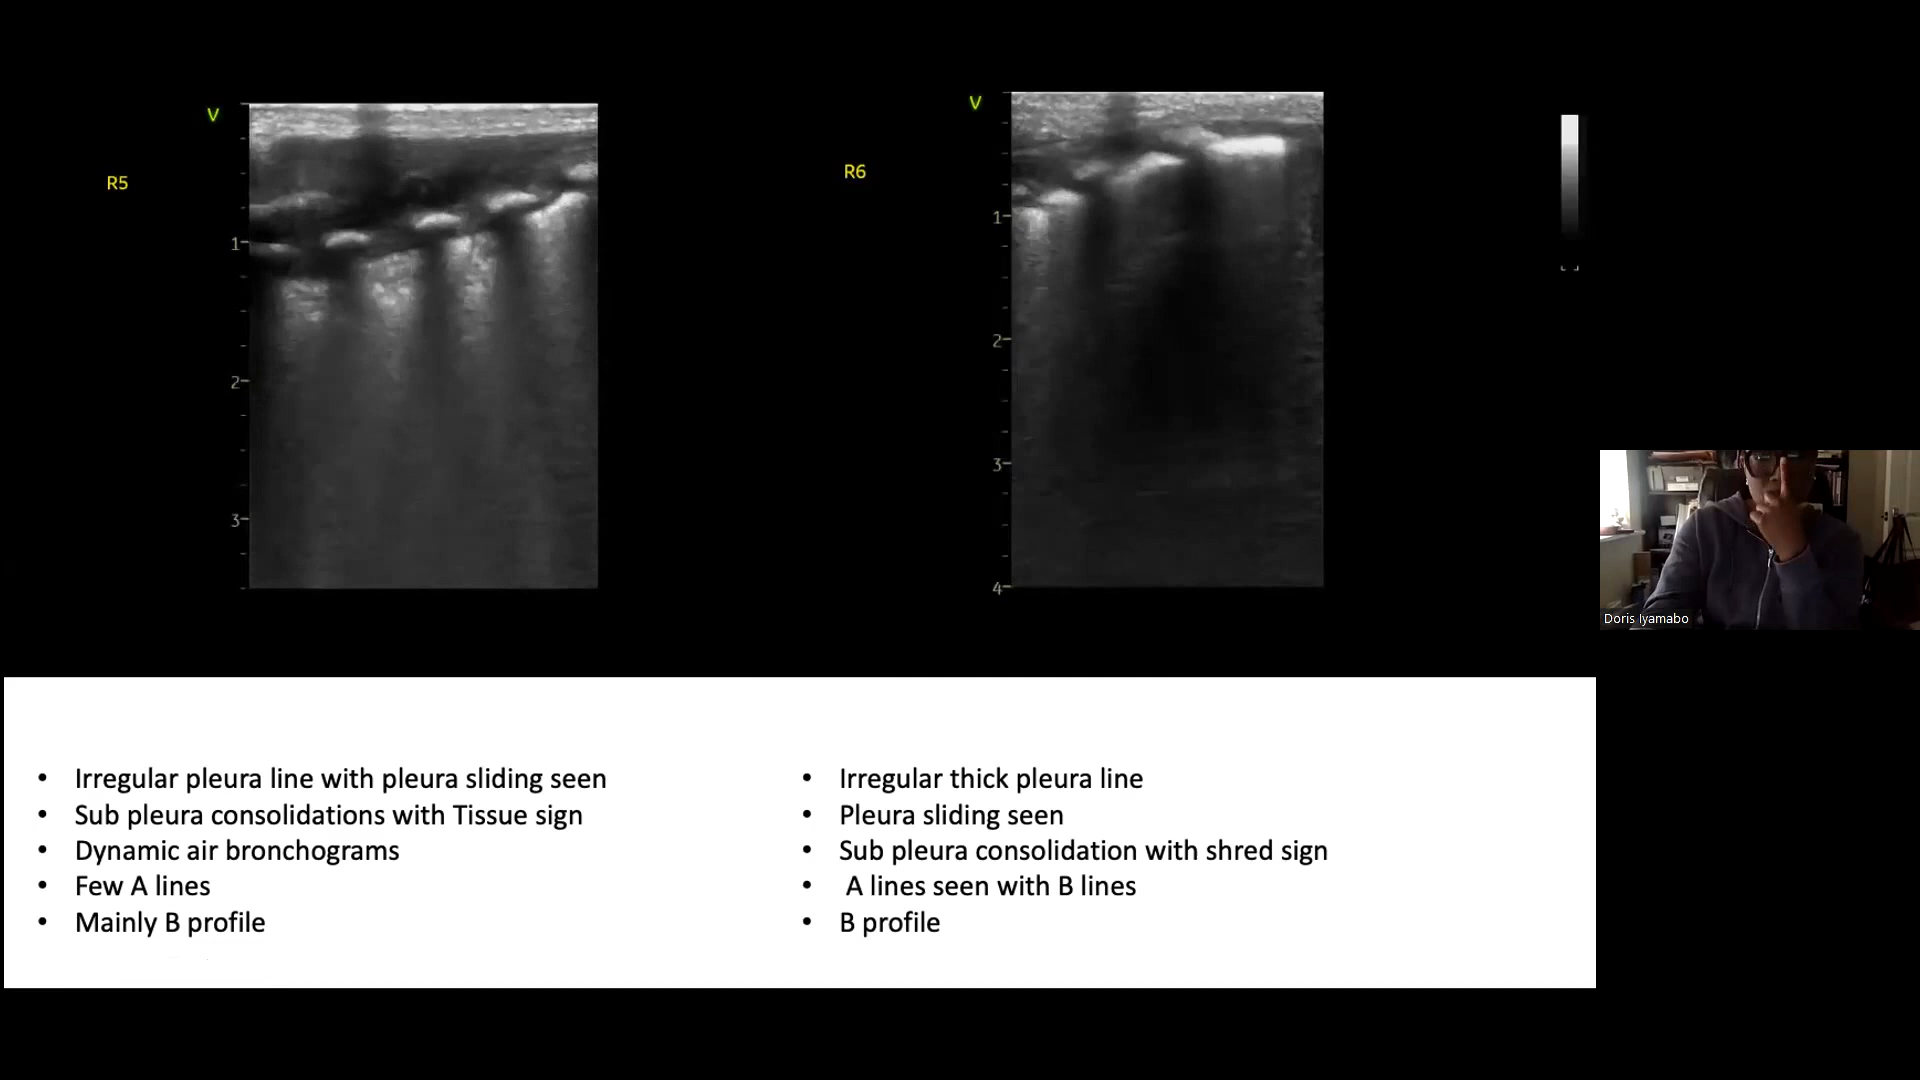 V
R5
1
2
3
V
R6
1
2
3
4
Doris Iyamabo
• Irregular pleura line with pleura sliding seen
• Sub pleura consolidations with Tissue sign
• Dynamic air bronchograms
• Few A lines
• Mainly B profile
• Irregular thick pleura line
• Pleura sliding seen
• Sub pleura consolidation with shred sign
• A lines seen with B lines
• B profile